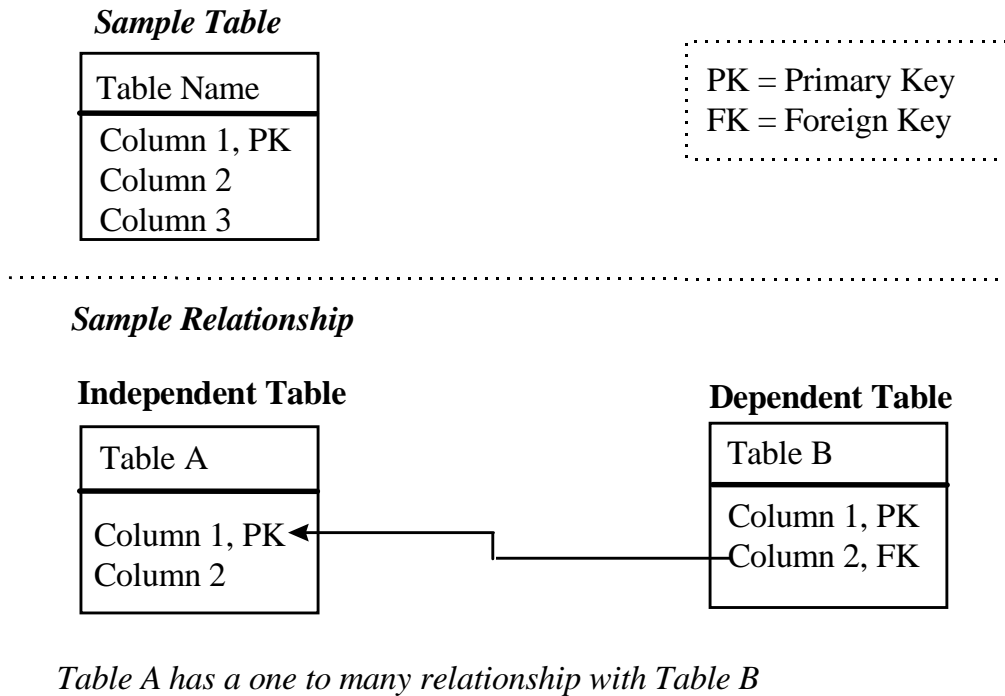 Sample Table
Table Name
Column 1, PK
Column 2
Column 3
PK = Primary Key
FK = Foreign Key
Sample Relationship
Independent Table
Table A
Column 1, PK
Column 2
Dependent Table
Table B
Column 1, PK
Column 2, FK
Table A has a one to many relationship with Table B